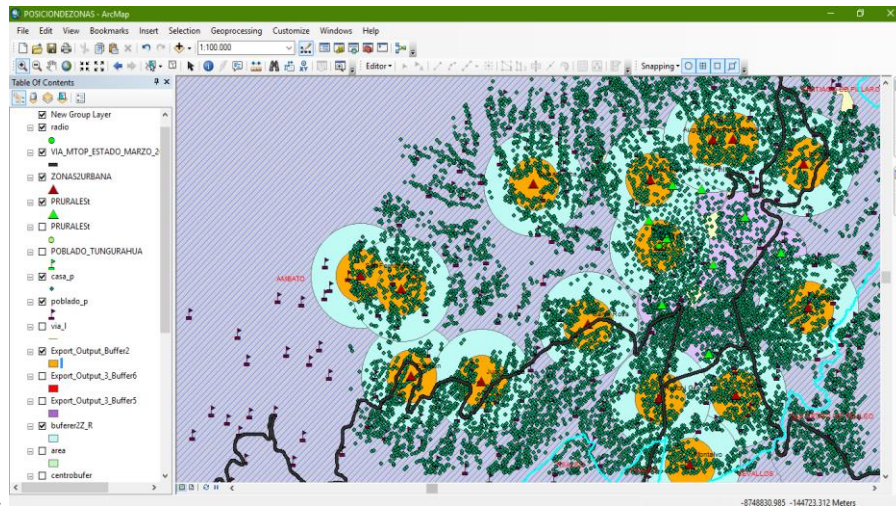 POSICIONDEZONAS - ArcMap
File Edit View Bookmarks Insert Selection Geoprocessing Customize Windows Help
1:100.000
Editor
Snapping
Table Of Contents
New Group Layer
radio
VIA_MTOP_ESTADO_MARZO_2
ZONAS2URBANA
PRURALESt
PRURALESt
POBLADO_TUNGURAHUA
casa_p
poblado_p
via_l
Export_Output_Buffer2
Export_Output_3_Buffer6
Export_Output_3_Buffer5
buferer2Z_R
area
centrobufer
AMBATO
-8748830.985 -144723.312 Meters